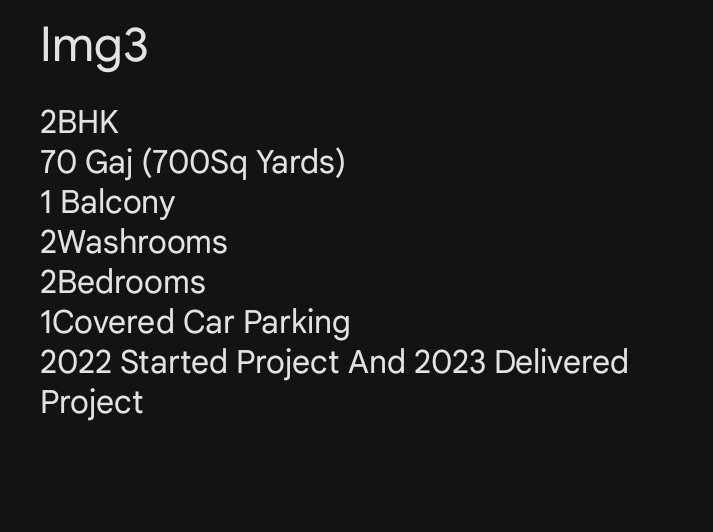 Img3
2BHK
70 Gaj (700Sq Yards)
1 Balcony
2Washrooms
2Bedrooms
1Covered Car Parking
2022 Started Project And 2023 Delivered
Project